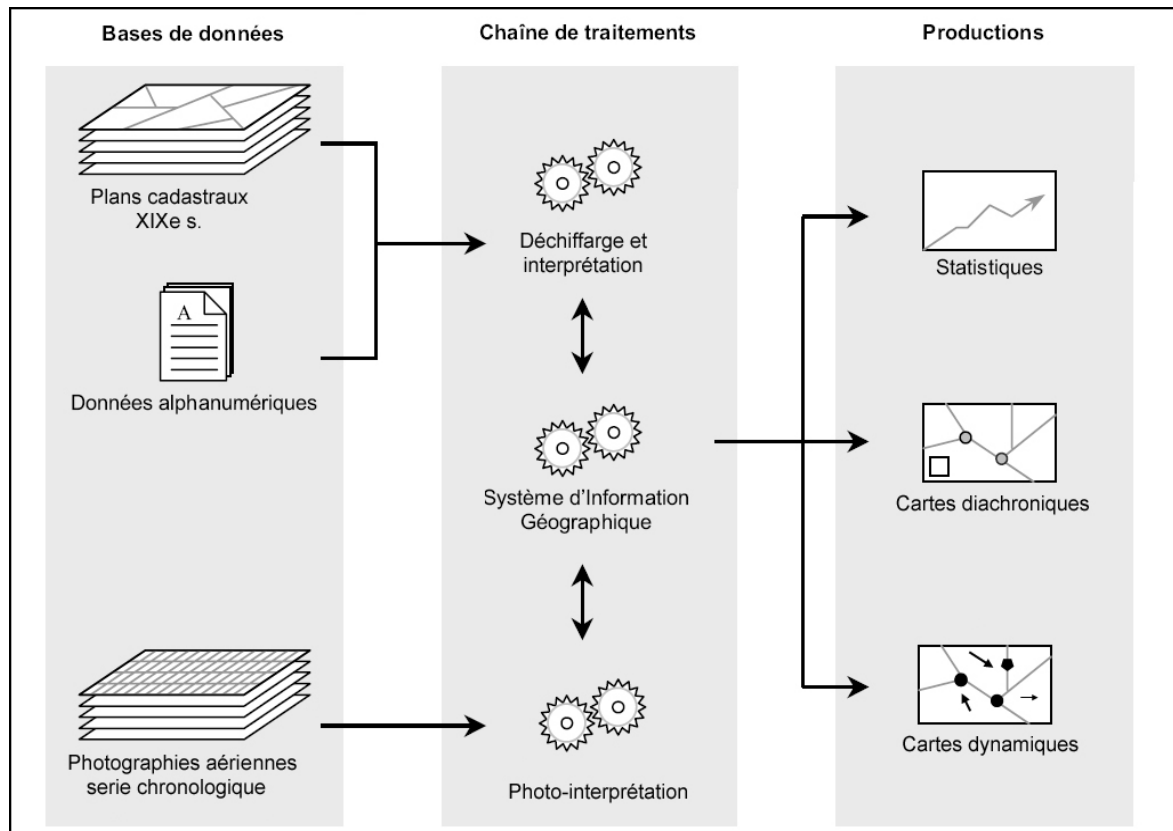 Bases de données
Chaîne de traitements
Productions
Plans cadastraux
XIXe s.
A
Données alphanumériques
Photographies aériennes
serie chronologique
Déchiffarge et
interprétation
Système d'Information
Géographique
Photo-interprétation
Statistiques
Cartes diachroniques
Cartes dynamiques